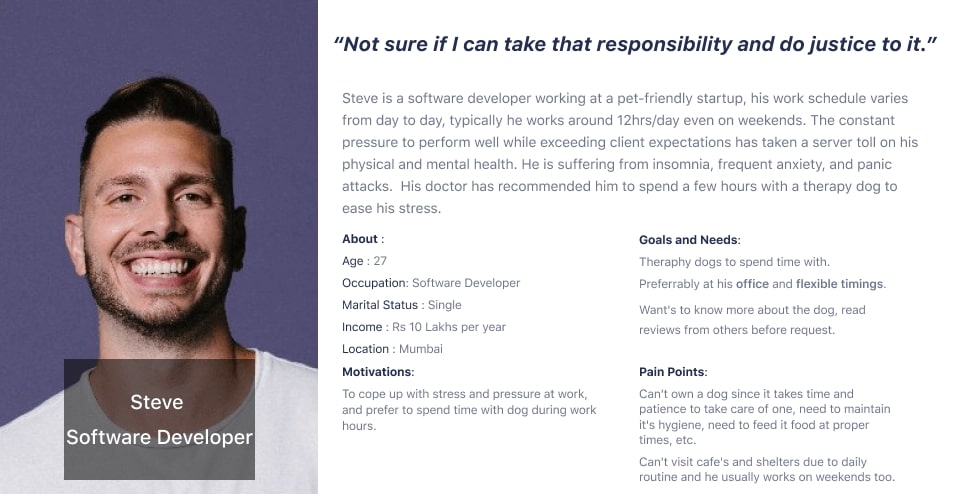 “Not sure if I can take that responsibility and do justice to it.”
Steve is a software developer working at a pet-friendly startup, his work schedule varies
from day to day, typically he works around 12hrs/day even on weekends. The constant
pressure to perform well while exceeding client expectations has taken a server toll on his
physical and mental health. He is suffering from insomnia, frequent anxiety, and panic
attacks.  His doctor has recommended him to spend a few hours with a therapy dog to
ease his stress.
About :
Age : 27
Occupation: Software Developer
Marital Status : Single
Income : Rs 10 Lakhs per year
Location : Mumbai
Motivations:
To cope up with stress and pressure at work,
and prefer to spend time with dog during work
hours.
Goals and Needs:
Theraphy dogs to spend time with.
Preferrably at his office and flexible timings.
Want's to know more about the dog, read
reviews from others before request.
Pain Points:
Can't own a dog since it takes time and
patience to take care of one, need to maintain
it's hygiene, need to feed it food at proper
times, etc.
Can't visit cafe's and shelters due to daily
routine and he usually works on weekends too.
Steve
Software Developer